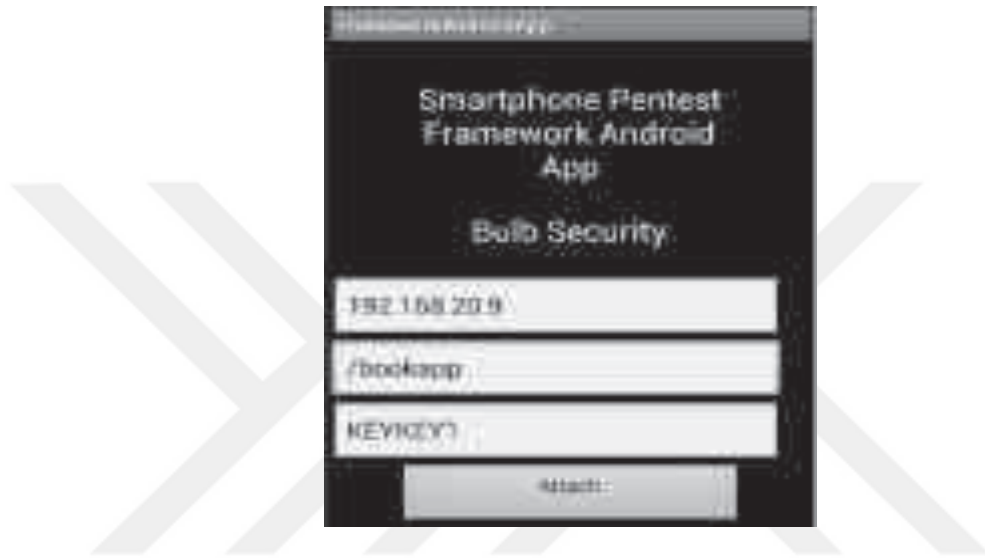 Smartphone Pentest
Framework Android
App
Bulb Security
192.168.20.9
/bookapp
KEYKEY1
Attach